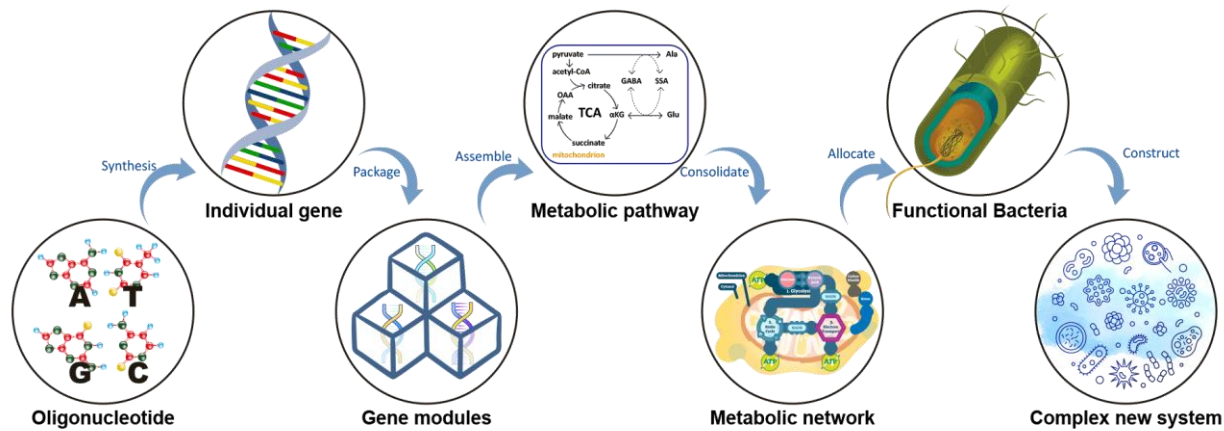 Synthesis
Package
Assemble
Consolidate
Allocate
Construct
Individual gene
Metabolic pathway
Functional Bacteria
Oligonucleotide
Gene modules
Metabolic network
Complex new system
A T
G C
pyruvate
Ala
acetyl-CoA
citrate
GABA
SSA
OAA
TCA
malate
αKG
Glu
succinate
mitochondrion
ATP
ATP
ATP